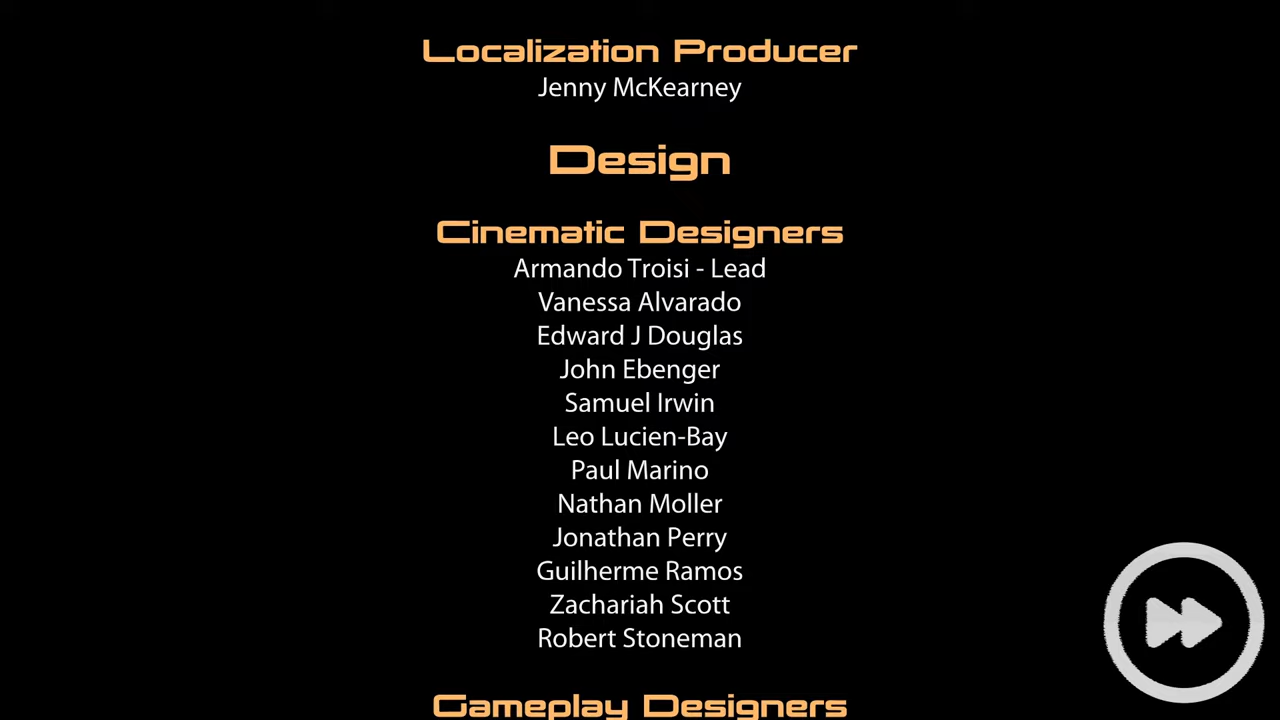 Localization Producer
Jenny McKearney
Design
Cinematic Designers
Armando Troisi - Lead
Vanessa Alvarado
Edward J Douglas
John Ebenger
Samuel Irwin
Leo Lucien-Bay
Paul Marino
Nathan Moller
Jonathan Perry
Guilherme Ramos
Zachariah Scott
Robert Stoneman
Gameplay Designers